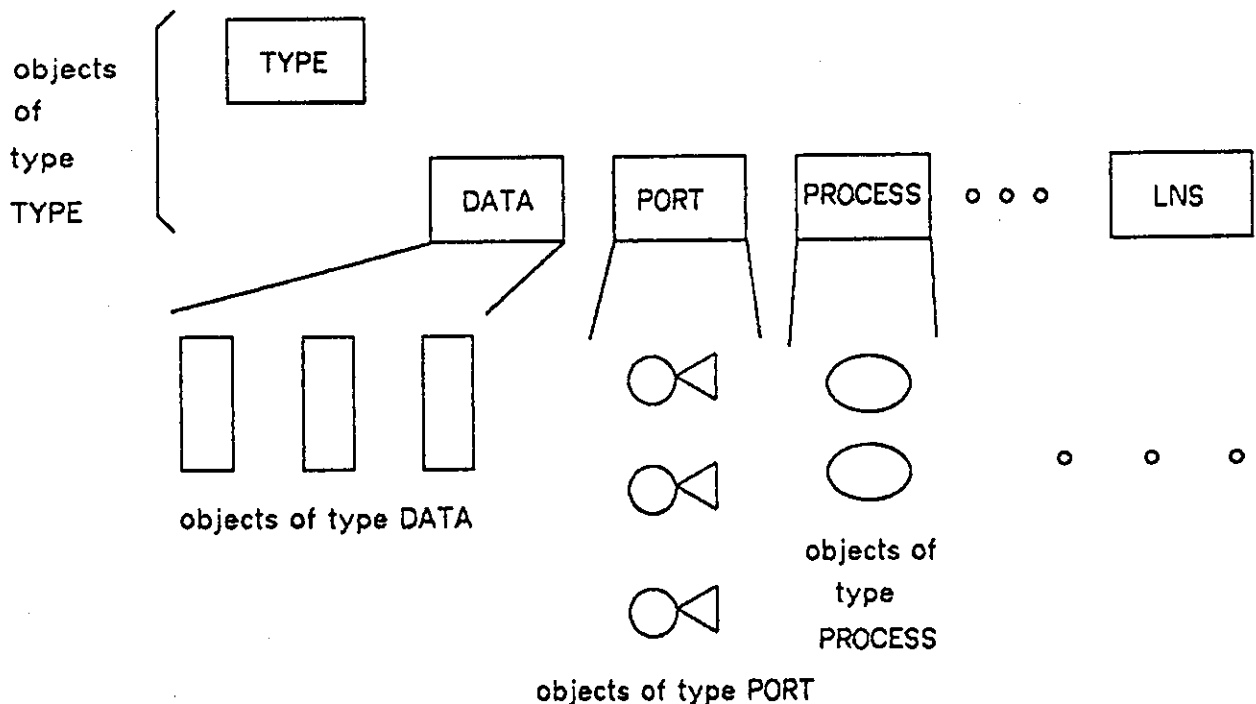 objects
of
type
TYPE
TYPE
DATA
PORT
PROCESS
LNS
objects of type DATA
objects of
type
PROCESS
objects of type PORT